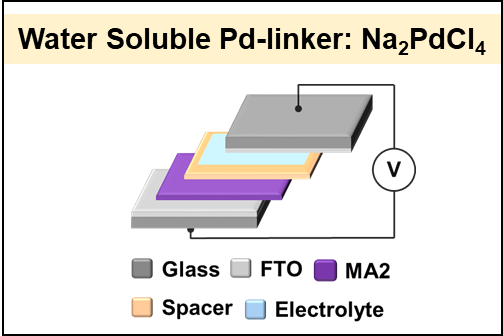 Water Soluble Pd-linker: Na₂PdCl₄
V
Glass FTO MA2
Spacer Electrolyte